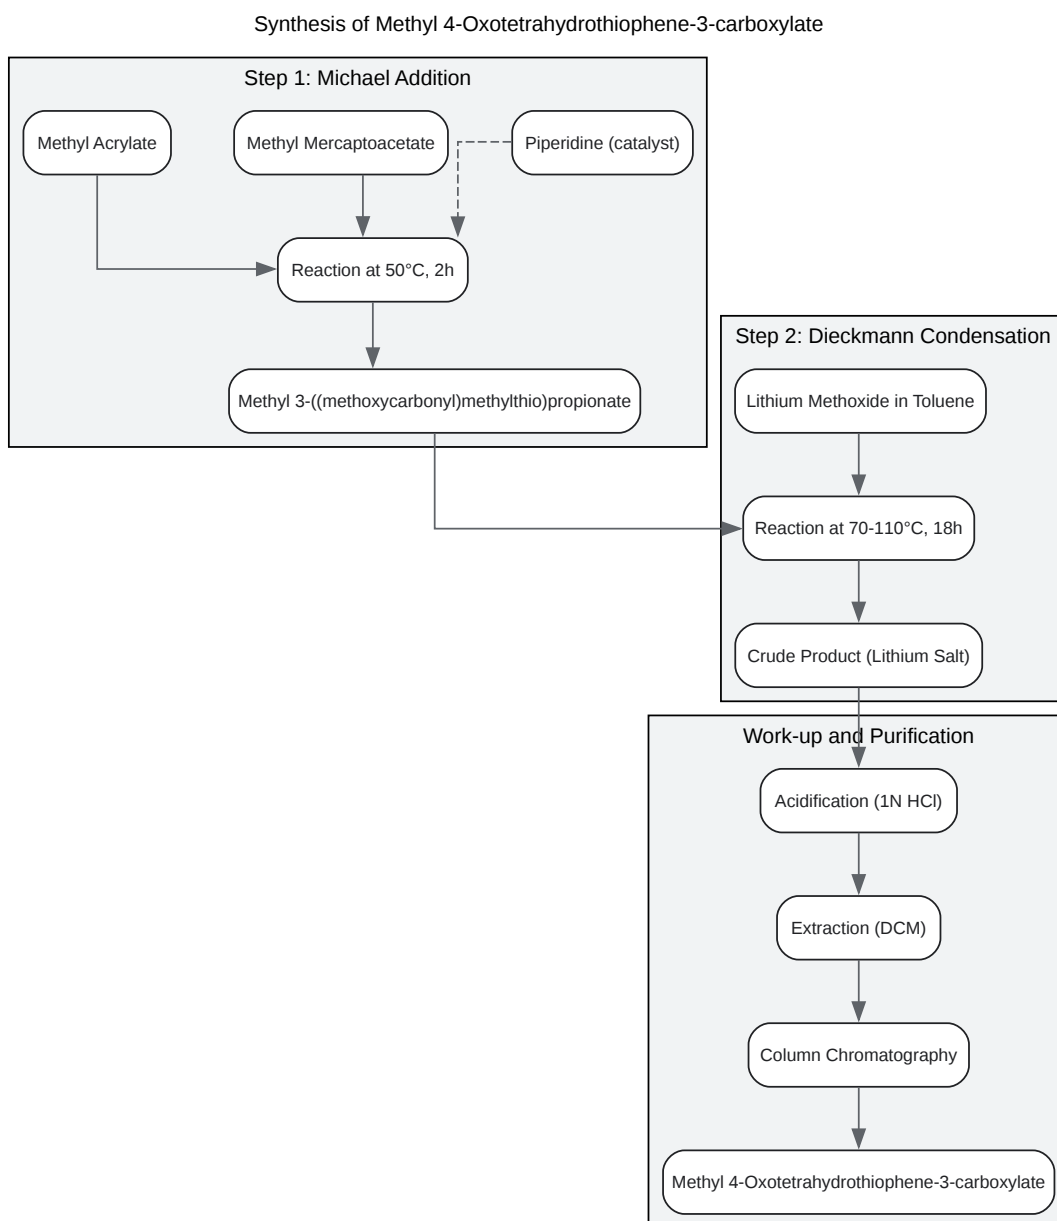 Synthesis of Methyl 4-Oxotetrahydrothiophene-3-carboxylate
Step 1: Michael Addition
Methyl Acrylate
Methyl Mercaptoacetate
Piperidine (catalyst)
Reaction at 50°C, 2h
Methyl 3-((methoxycarbonyl)methylthio)propionate
Step 2: Dieckmann Condensation
Lithium Methoxide in Toluene
Reaction at 70-110°C, 18h
Crude Product (Lithium Salt)
Work-up and Purification
Acidification (1N HCl)
Extraction (DCM)
Column Chromatography
Methyl 4-Oxotetrahydrothiophene-3-carboxylate